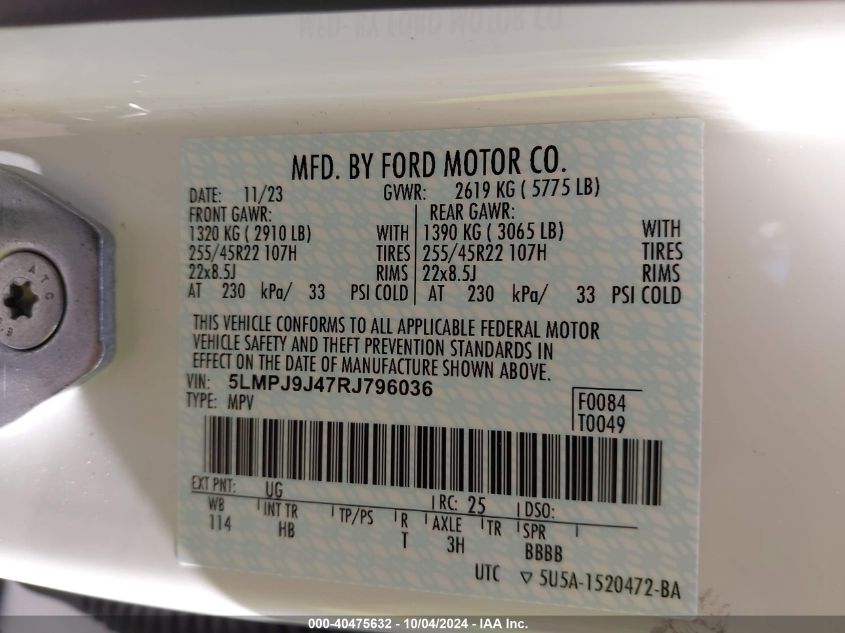 MFD. BY FORD MOTOR CO.
DATE: 11/23 GVWR: 2619 KG ( 5775 LB)
FRONT GAWR: REAR GAWR:
1320 KG ( 2910 LB) WITH 1390 KG ( 3065 LB) WITH
255/45R22 107H TIRES 255/45R22 107H TIRES
22x8.5J RIMS 22x8.5J RIMS
AT 230 kPa/ 33 PSI COLD AT 230 kPa/ 33 PSI COLD
THIS VEHICLE CONFORMS TO ALL APPLICABLE FEDERAL MOTOR
VEHICLE SAFETY AND THEFT PREVENTION STANDARDS IN
EFFECT ON THE DATE OF MANUFACTURE SHOWN ABOVE.
VIN: 5LMPJ9J47RJ796036
TYPE: MPV
F0084
T0049
EXT PNT: UG RC: 25 DSO:
WB INT TR TP/PS R AXLE TR SPR
114 HB T 3H BBBB
UTC ▽ 5U5A-1520472-BA
ATG
000-40475632 - 10/04/2024 - IAA Inc.